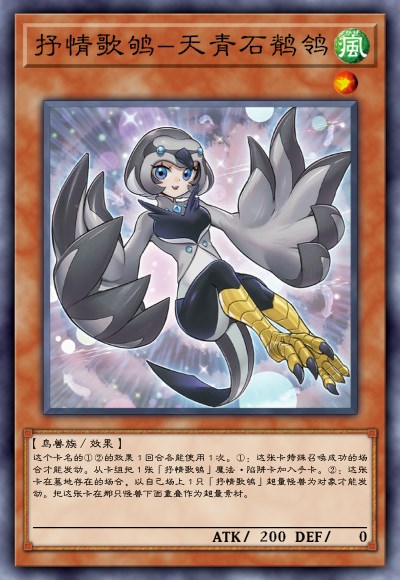 抒情歌鸲-天青石鹡鸰
風
【鸟兽族/效果】
这个卡名的①②的效果1回合各能使用1次。①:这张卡特殊召唤成功的场
合才能发动。从卡组把1张「抒情歌鸲」魔法·陷阱卡加入手卡。②:这张
卡在墓地存在的场合,以自己场上1只「抒情歌鸲」超量怪兽为对象才能发
动。把这张卡在那只怪兽下面重叠作为超量素材。
ATK/ 200 DEF/ 0